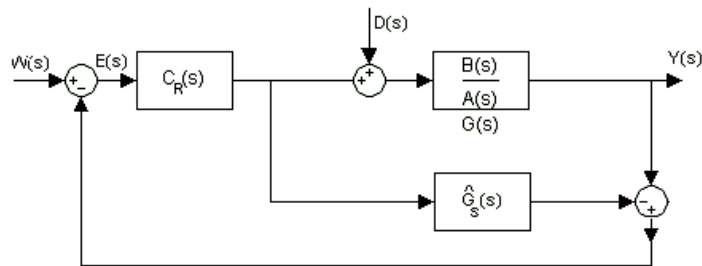 D(s)
W(s)
E(s)
Y(s)
+
−
C_R(s)
+
+
B(s)
A(s)
G(s)
Ĝ_s(s)
−
+